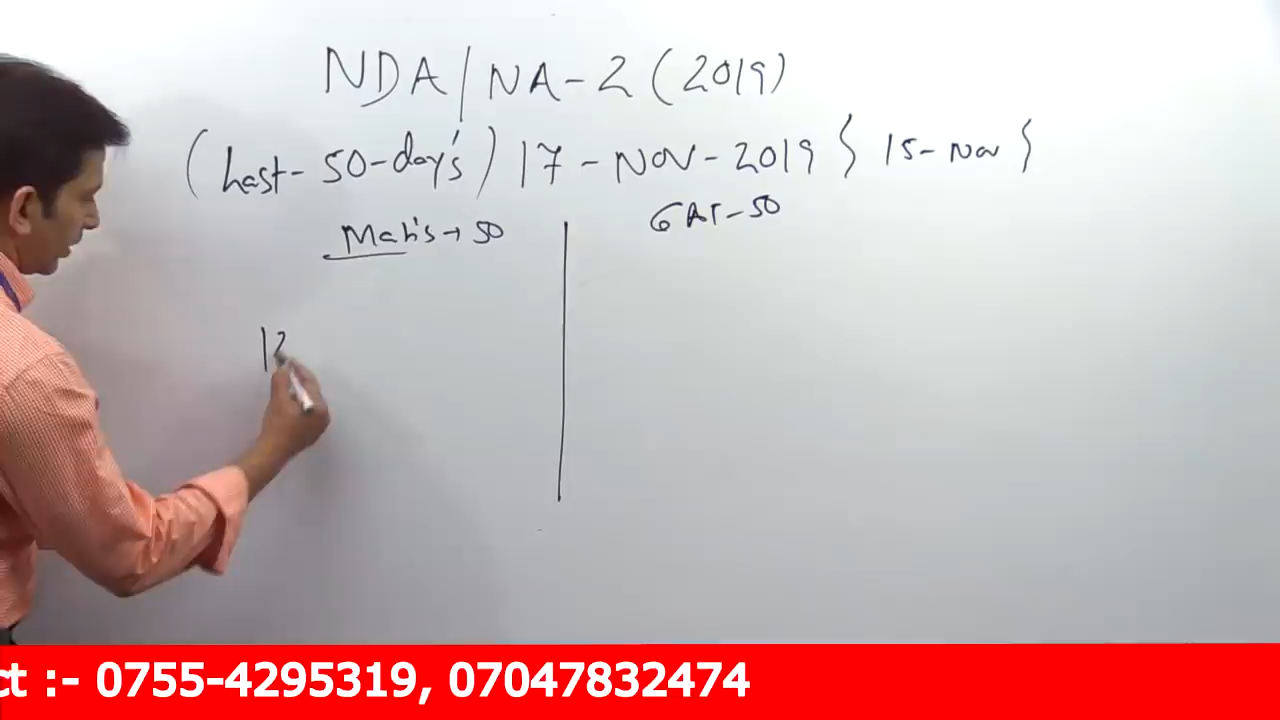 NDA/NA-2 (2019)
(Last-50-day's) 17-NOV-2019 } 15-Nov }
Math's → 50
GAT-50
12
ct :- 0755-4295319, 07047832474